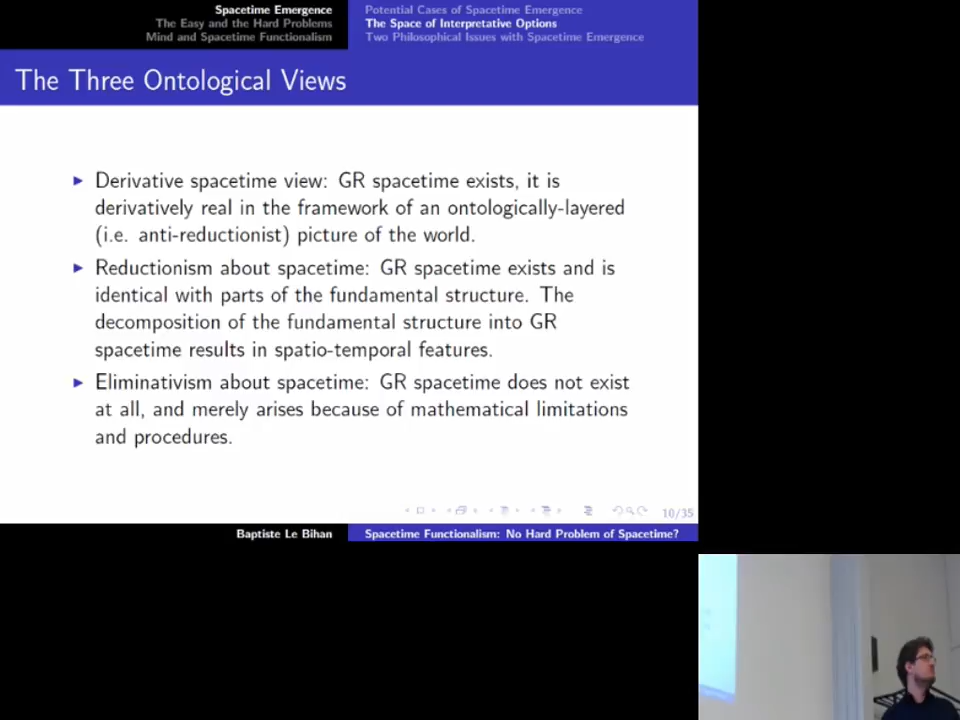 Spacetime Emergence
The Easy and the Hard Problems
Mind and Spacetime Functionalism
Potential Cases of Spacetime Emergence
The Space of Interpretative Options
Two Philosophical Issues with Spacetime Emergence
The Three Ontological Views
Derivative spacetime view: GR spacetime exists, it is
derivatively real in the framework of an ontologically-layered
(i.e. anti-reductionist) picture of the world.
Reductionism about spacetime: GR spacetime exists and is
identical with parts of the fundamental structure. The
decomposition of the fundamental structure into GR
spacetime results in spatio-temporal features.
Eliminativism about spacetime: GR spacetime does not exist
at all, and merely arises because of mathematical limitations
and procedures.
10/35
Baptiste Le Bihan
Spacetime Functionalism: No Hard Problem of Spacetime?